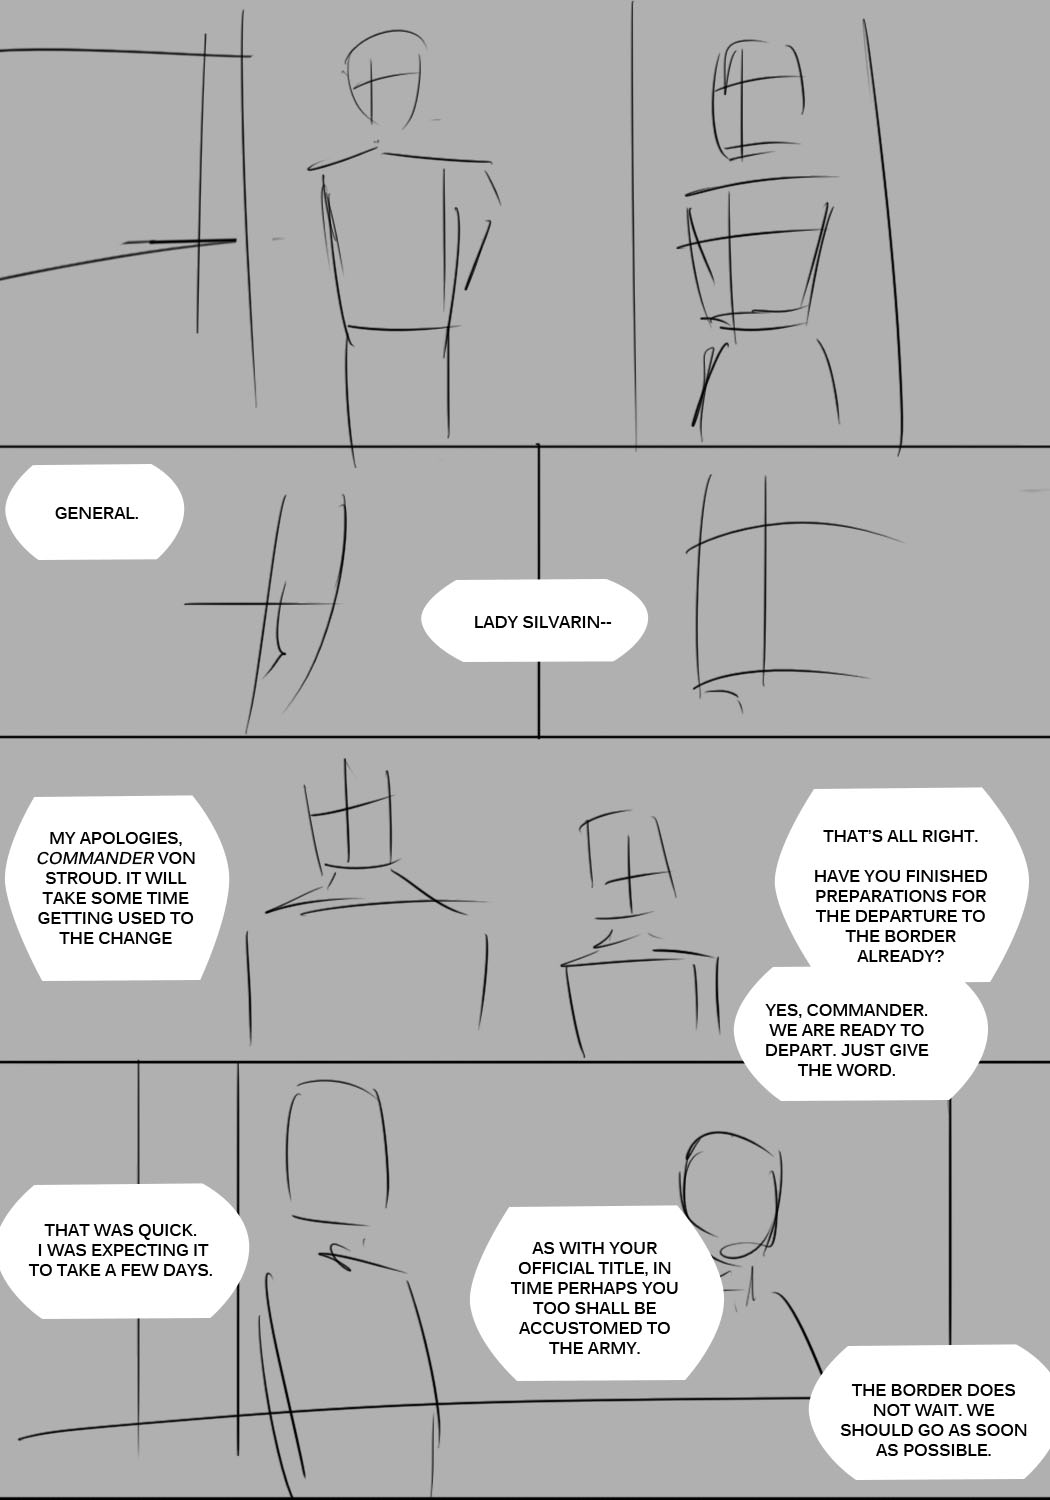 GENERAL.
LADY SILVARIN--
MY APOLOGIES,
COMMANDER VON
STROUD. IT WILL
TAKE SOME TIME
GETTING USED TO
THE CHANGE
THAT'S ALL RIGHT.
HAVE YOU FINISHED
PREPARATIONS FOR
THE DEPARTURE TO
THE BORDER
ALREADY?
YES, COMMANDER.
WE ARE READY TO
DEPART. JUST GIVE
THE WORD.
THAT WAS QUICK.
I WAS EXPECTING IT
TO TAKE A FEW DAYS.
AS WITH YOUR
OFFICIAL TITLE, IN
TIME PERHAPS YOU
TOO SHALL BE
ACCUSTOMED TO
THE ARMY.
THE BORDER DOES
NOT WAIT. WE
SHOULD GO AS SOON
AS POSSIBLE.